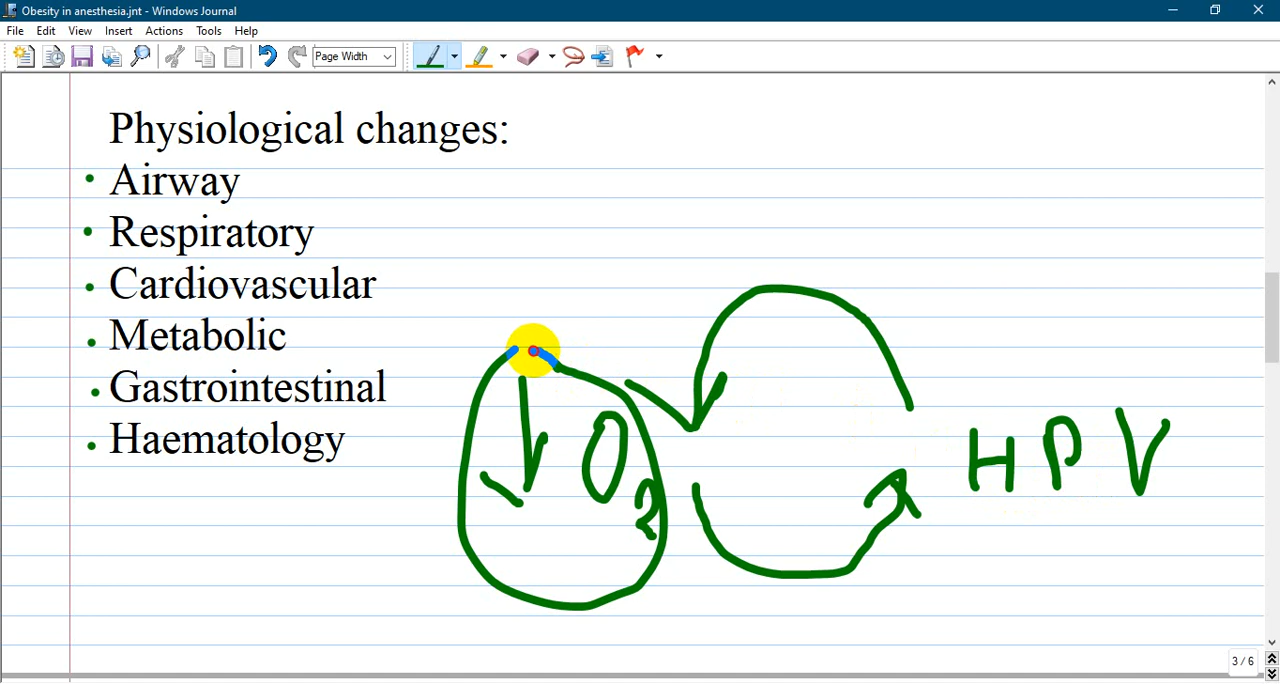 Obesity in anesthesia.jnt - Windows Journal
File Edit View Insert Actions Tools Help
Page Width
Physiological changes:
• Airway
• Respiratory
• Cardiovascular
• Metabolic
• Gastrointestinal
• Haematology
↓ O2
HPV
3 / 6